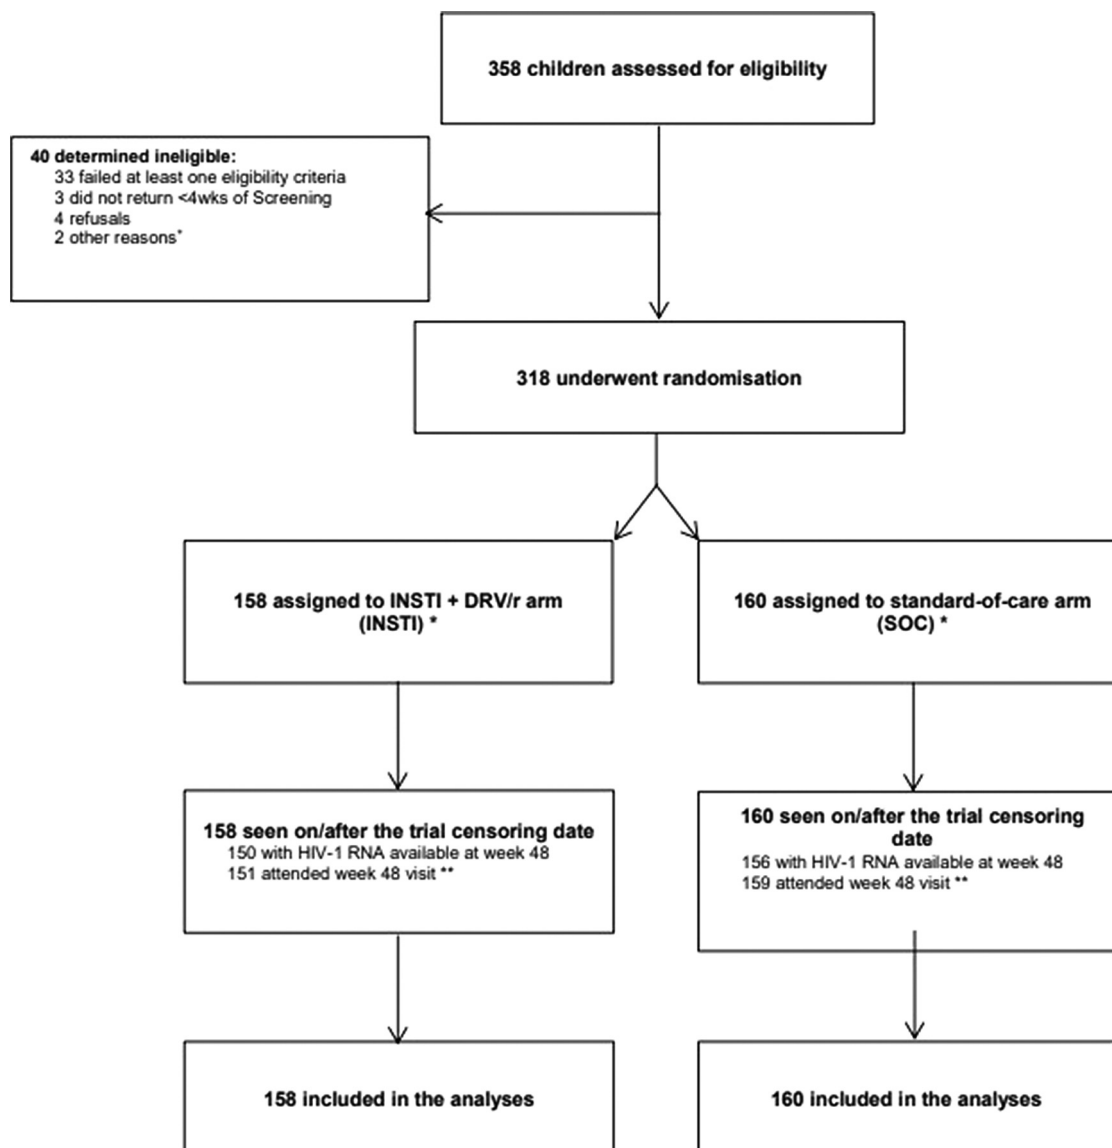 358 children assessed for eligibility
40 determined ineligible:
33 failed at least one eligibility criteria
3 did not return <4wks of Screening
4 refusals
2 other reasons*
318 underwent randomisation
158 assigned to INSTI + DRV/r arm
(INSTI) *
160 assigned to standard-of-care arm
(SOC) *
158 seen on/after the trial censoring date
150 with HIV-1 RNA available at week 48
151 attended week 48 visit **
160 seen on/after the trial censoring
date
156 with HIV-1 RNA available at week 48
159 attended week 48 visit **
158 included in the analyses
160 included in the analyses